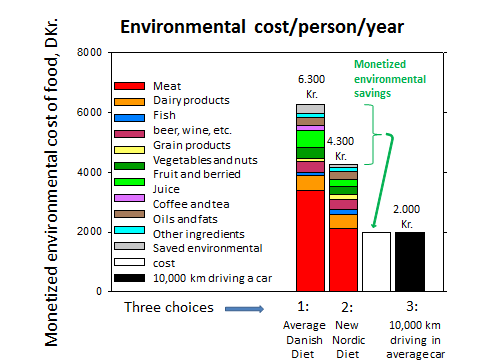 Environmental cost/person/year
Monetized environmental cost of food, DKr.
8000
6000
4000
2000
0
Meat
Dairy products
Fish
beer, wine, etc.
Grain products
Vegetables and nuts
Fruit and berried
Juice
Coffee and tea
Oils and fats
Other ingredients
Saved environmental
cost
10,000 km driving a car
6.300
Kr.
4.300
Kr.
Monetized
environmental
savings
2.000
Kr.
Three choices
1:
Average
Danish
Diet
2:
New
Nordic
Diet
3:
10,000 km
driving in
average car